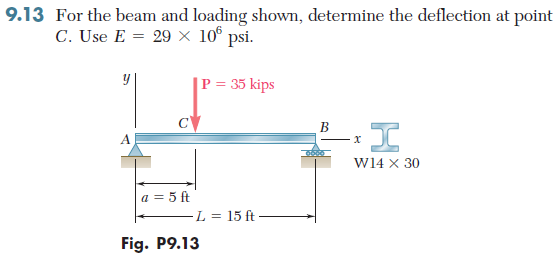 9.13 For the beam and loading shown, determine the deflection at point
C. Use E = 29 × 10⁶ psi.
y
P = 35 kips
C
B
A
x
W14 × 30
a = 5 ft
L = 15 ft
Fig. P9.13